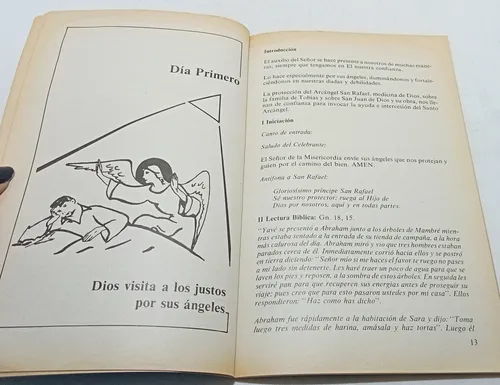 Día Primero
Dios visita a los justos
por sus ángeles
Introducción
El auxilio del Señor se hace presente a nosotros de muchas mane-
ras, siempre que tengamos en El nuestra confianza.
Lo hace especialmente por sus ángeles, iluminándonos y fortale-
ciéndonos en nuestras dudas y debilidades.
La protección del Arcángel San Rafael, medicina de Dios, sobre
la familia de Tobías y sobre San Juan de Dios y su obra, nos lle-
nan de confianza para invocar la ayuda e intercesión del Santo
Arcángel.
I Iniciación
Canto de entrada:
Saludo del Celebrante:
El Señor de la Misericordia envíe sus ángeles que nos protejan y
guíen por el camino del bien. AMEN.
Antífona a San Rafael:
Gloriosísimo príncipe San Rafael
Sé nuestro protector: ruega al Hijo de
Dios por nosotros, aquí y en todas partes.
II Lectura Bíblica: Gn. 18, 15.
"Yavé se presentó a Abraham junto a los árboles de Mambré mien-
tras estaba sentado a la entrada de su tienda de campaña, a la hora
más calurosa del día. Abraham miró y vio que tres hombres estaban
parados cerca de él. Inmediatamente corrió hacia ellos y se postró
en tierra diciendo: "Señor mío si me haces el favor te ruego no pases
a mi lado sin detenerte. Les haré traer un poco de agua para que se
laven los pies y reposen, a la sombra de estos árboles. En seguida les
serviré pan para que recuperen sus energías antes de proseguir su
viaje: pues creo que para esto pasaron ustedes por mi casa". Ellos
respondieron: "Haz como has dicho".
Abraham fue rápidamente a la habitación de Sara y dijo: "Toma
luego tres medidas de harina, amásala y haz tortas". Luego él
13